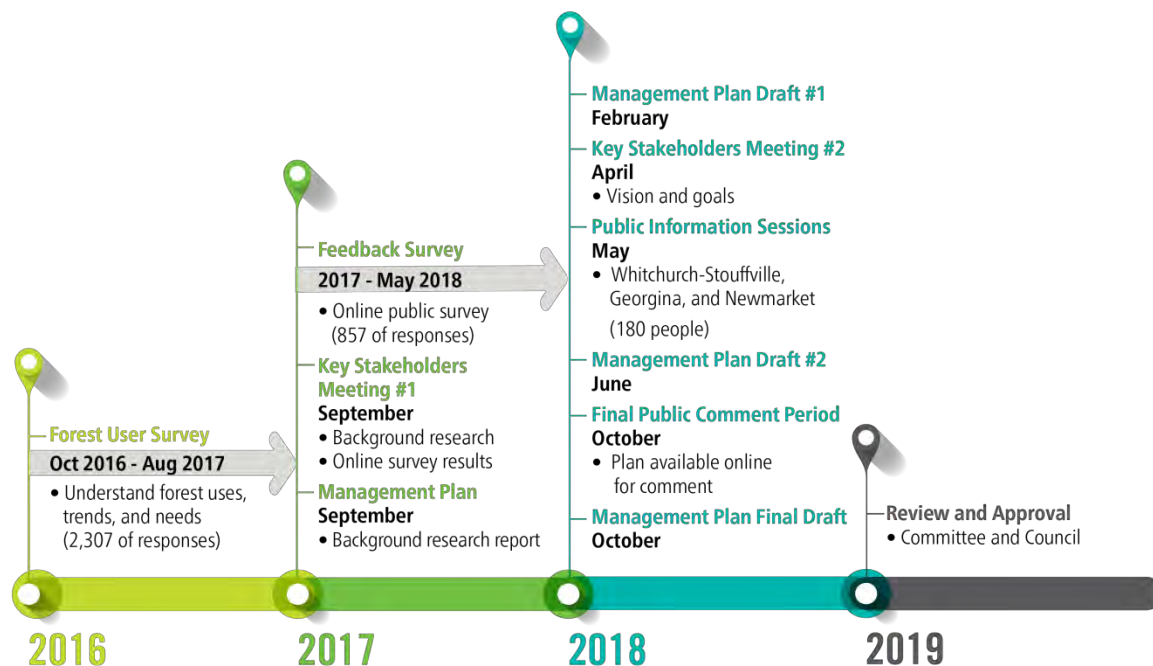 Forest User Survey
Oct 2016 - Aug 2017
• Understand forest uses,
trends, and needs
(2,307 of responses)
Feedback Survey
2017 - May 2018
• Online public survey
(857 of responses)
Key Stakeholders
Meeting #1
September
• Background research
• Online survey results
Management Plan
September
• Background research report
Management Plan Draft #1
February
Key Stakeholders Meeting #2
April
• Vision and goals
Public Information Sessions
May
• Whitchurch-Stouffville,
Georgina, and Newmarket
(180 people)
Management Plan Draft #2
June
Final Public Comment Period
October
• Plan available online
for comment
Management Plan Final Draft
October
Review and Approval
• Committee and Council
2016
2017
2018
2019